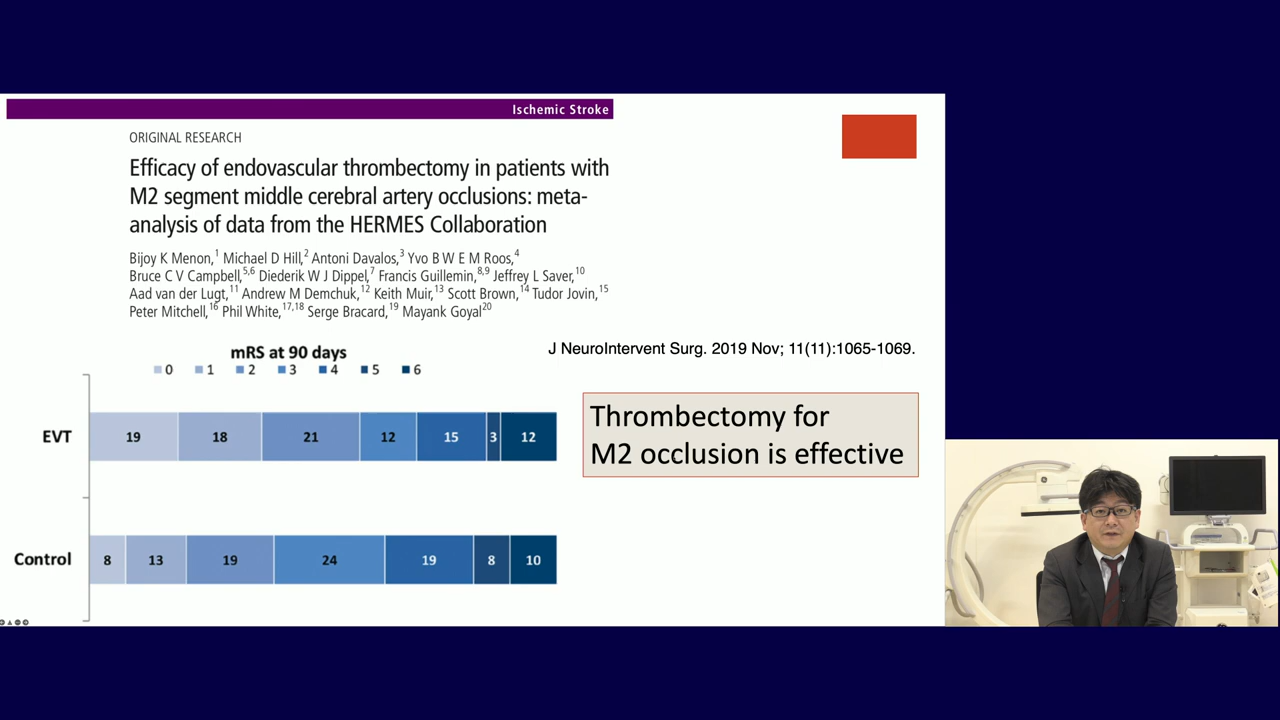 Ischemic Stroke
ORIGINAL RESEARCH
Efficacy of endovascular thrombectomy in patients with
M2 segment middle cerebral artery occlusions: meta-
analysis of data from the HERMES Collaboration
Bijoy K Menon,1 Michael D Hill,2 Antoni Davalos,3 Yvo B W E M Roos,4
Bruce C V Campbell,5,6 Diederik W J Dippel,7 Francis Guillemin,8,9 Jeffrey L Saver,10
Aad van der Lugt,11 Andrew M Demchuk,12 Keith Muir,13 Scott Brown,14 Tudor Jovin,15
Peter Mitchell,16 Phil White,17,18 Serge Bracard,19 Mayank Goyal20
J NeuroIntervent Surg. 2019 Nov; 11(11):1065-1069.
mRS at 90 days
0 1 2 3 4 5 6
EVT 19 18 21 12 15 3 12
Control 8 13 19 24 19 8 10
Thrombectomy for
M2 occlusion is effective